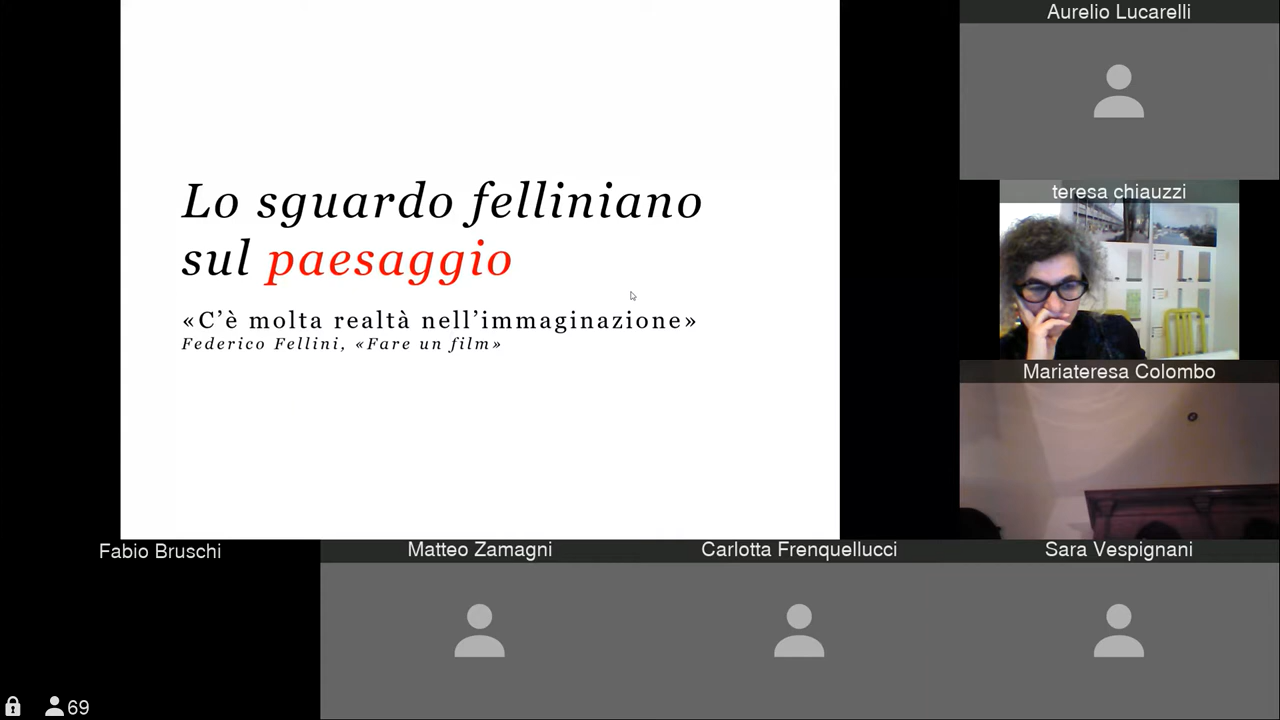 Lo sguardo felliniano
sul paesaggio
«C’è molta realtà nell’immaginazione»
Federico Fellini, «Fare un film»
Aurelio Lucarelli
teresa chiauzzi
Mariateresa Colombo
Fabio Bruschi
Matteo Zamagni
Carlotta Frenquellucci
Sara Vespignani
69